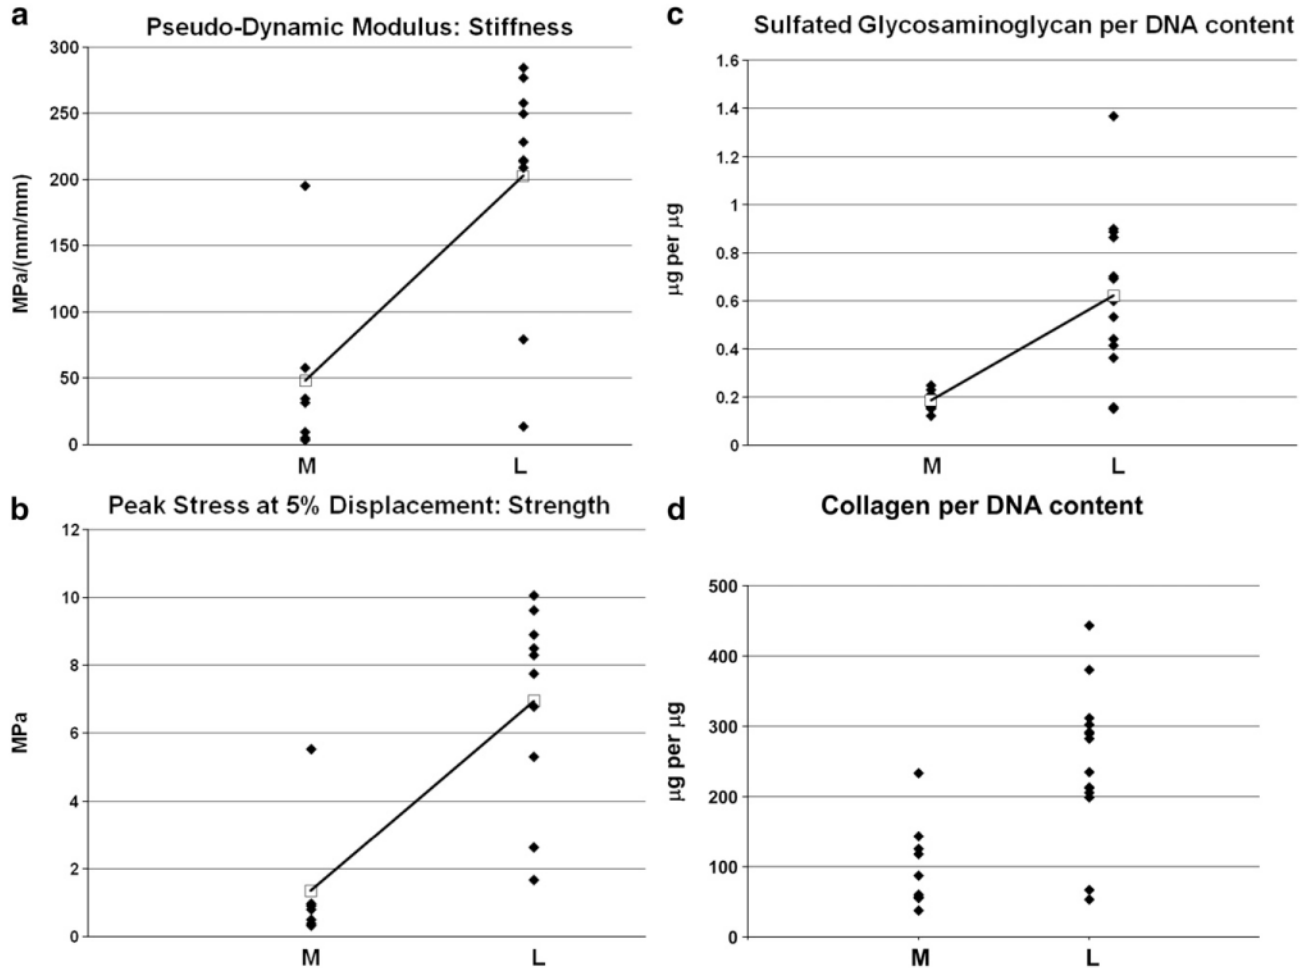 a
Pseudo-Dynamic Modulus: Stiffness
300
250
200
150
100
50
0
MPa/(mm/mm)
M L
b
Peak Stress at 5% Displacement: Strength
12
10
8
6
4
2
0
MPa
M L
c
Sulfated Glycosaminoglycan per DNA content
1.6
1.4
1.2
1
0.8
0.6
0.4
0.2
0
µg per µg
M L
d
Collagen per DNA content
500
400
300
200
100
0
µg per µg
M L